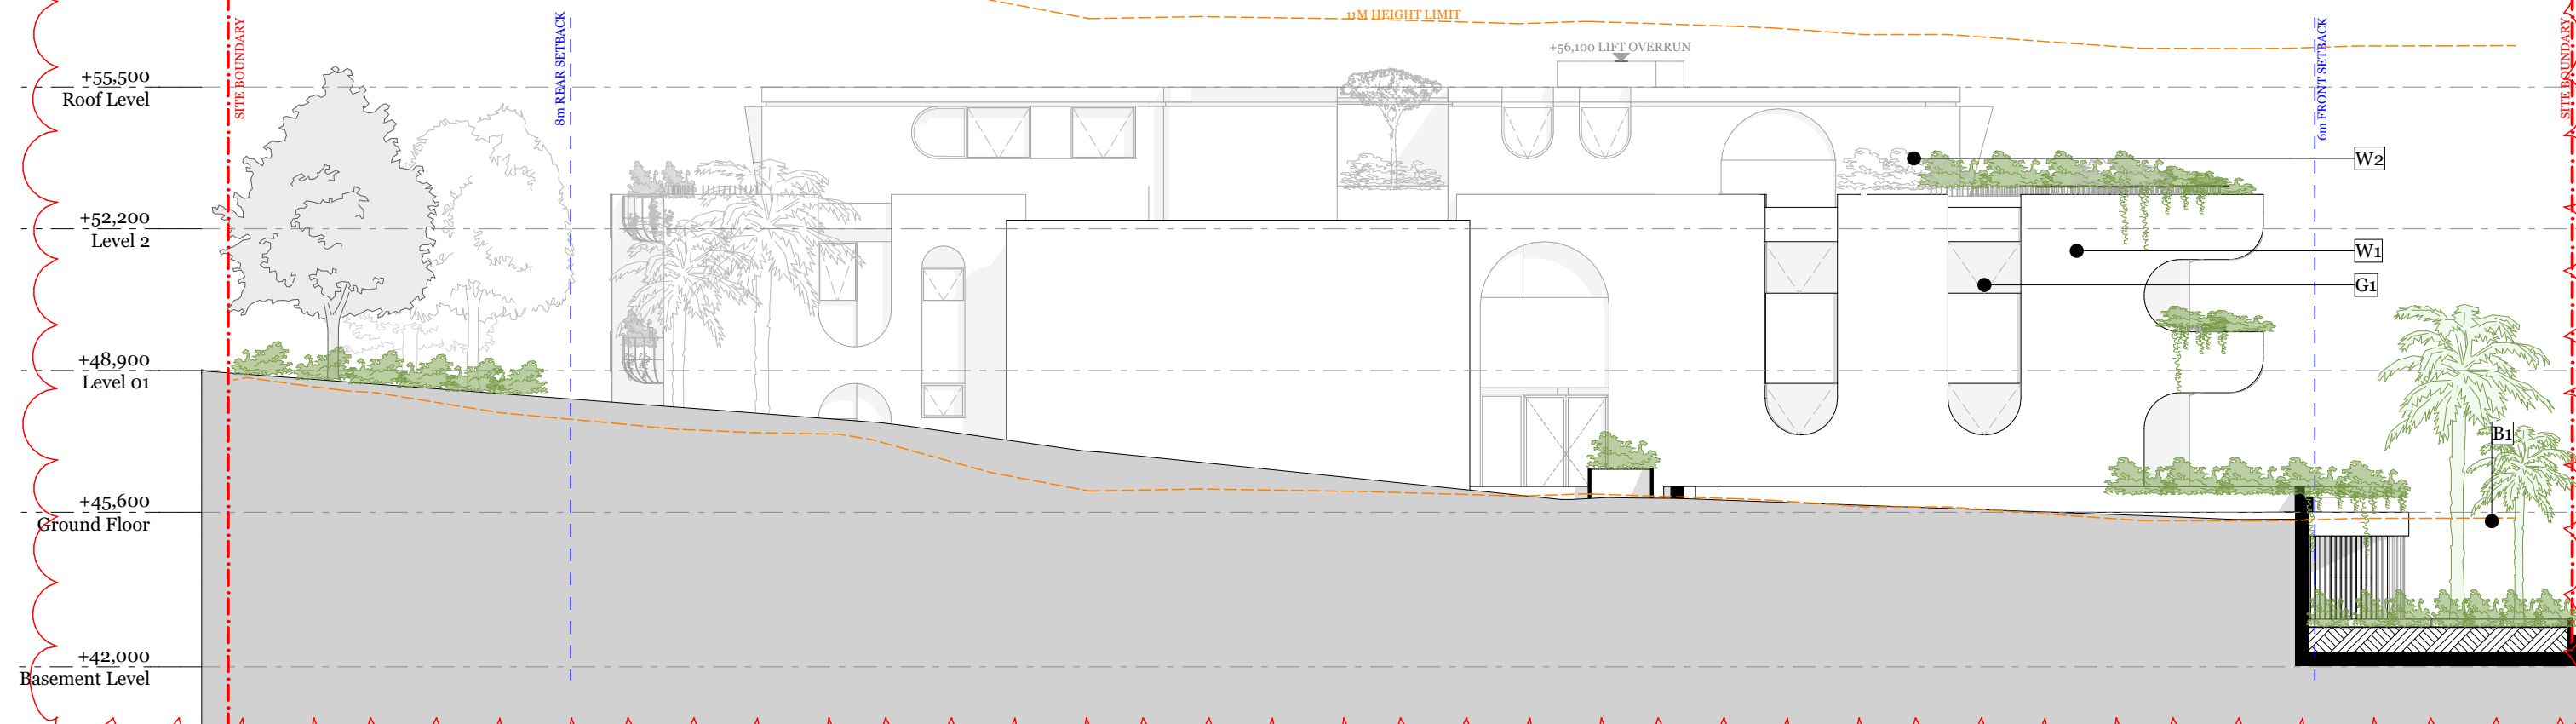 11M HEIGHT LIMIT
+56,100 LIFT OVERRUN
SITE BOUNDARY
8m REAR SETBACK
6m FRONT SETBACK
SITE BOUNDARY
+55,500
Roof Level
W2
+52,200
Level 2
W1
G1
+48,900
Level 01
B1
+45,600
Ground Floor
+42,000
Basement Level